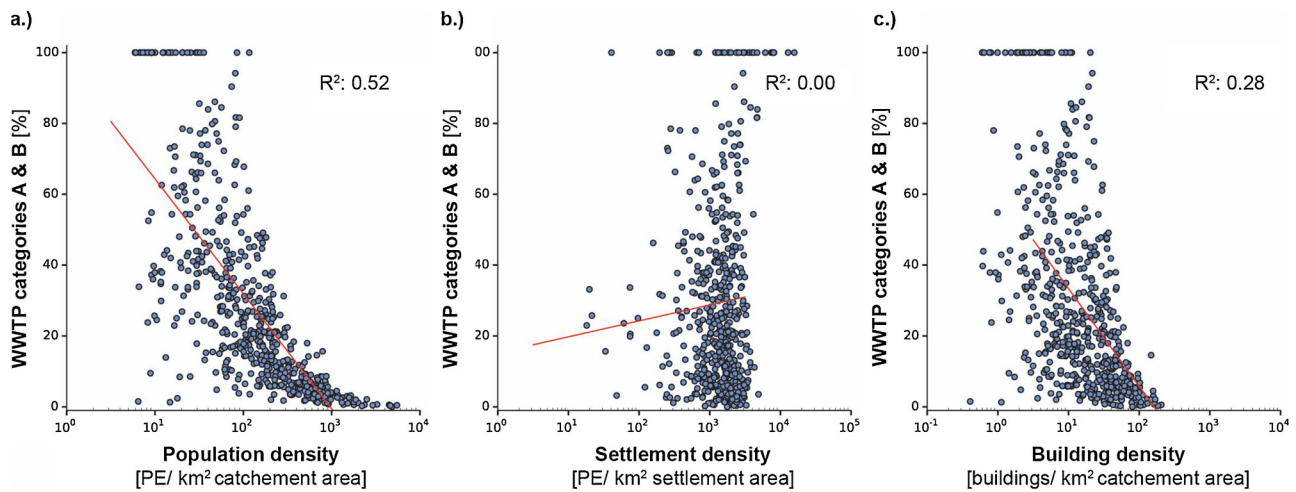 a.)
WWTP categories A & B [%]
100
80
60
40
20
0
R²: 0.52
10⁰ 10¹ 10² 10³ 10⁴
Population density
[PE/ km² catchement area]
b.)
WWTP categories A & B [%]
00
80
60
40
20
0
R²: 0.00
10⁰ 10¹ 10² 10³ 10⁴ 10⁵
Settlement density
[PE/ km² settlement area]
c.)
WWTP categories A & B [%]
100
80
60
40
20
0
R²: 0.28
10⁻¹ 10⁰ 10¹ 10² 10³
Building density
[buildings/ km² catchement area]